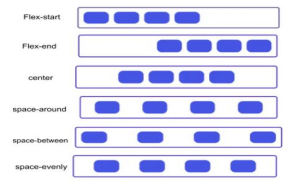 Flex-start
Flex-end
center
space-around
space-between
space-evenly